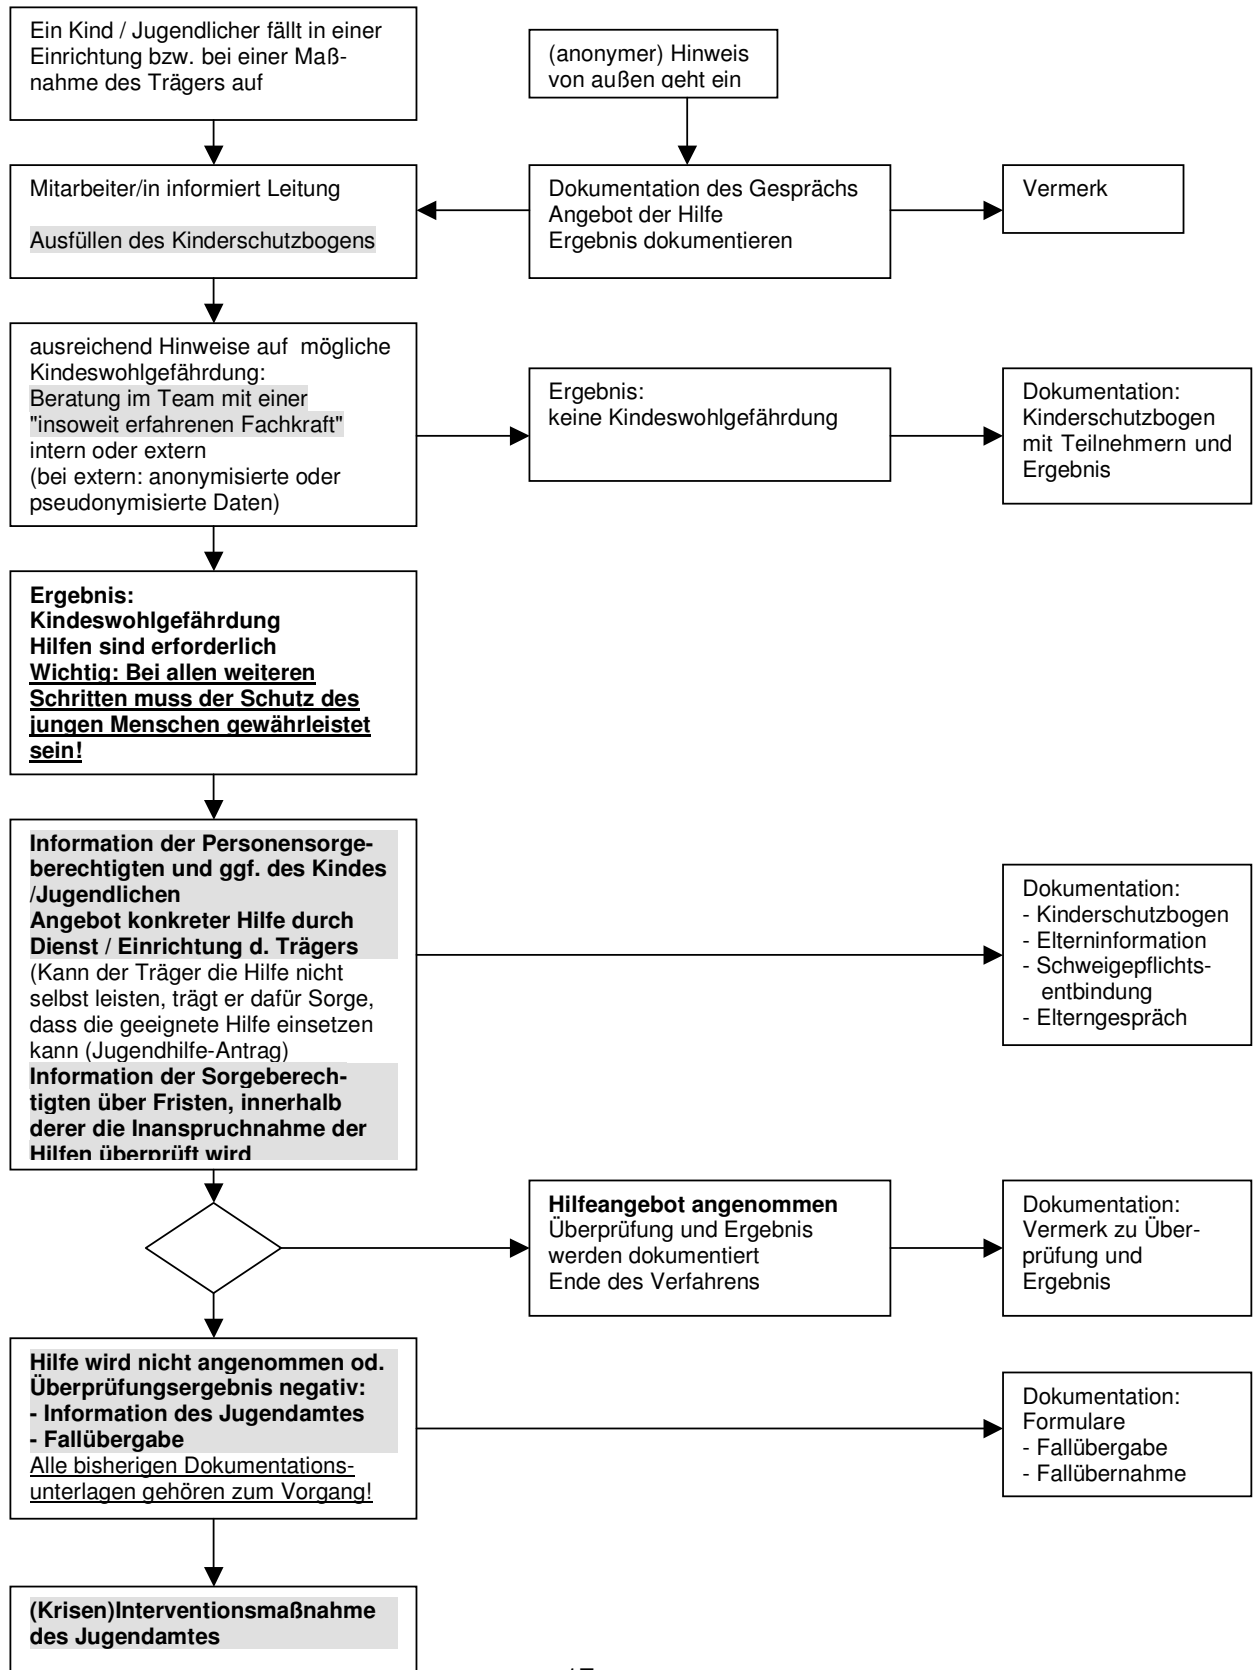 Ein Kind / Jugendlicher fällt in einer
Einrichtung bzw. bei einer Maß-
nahme des Trägers auf
(anonymer) Hinweis
von außen geht ein
Mitarbeiter/in informiert Leitung
Ausfüllen des Kinderschutzbogens
Dokumentation des Gesprächs
Angebot der Hilfe
Ergebnis dokumentieren
Vermerk
ausreichend Hinweise auf  mögliche
Kindeswohlgefährdung:
Beratung im Team mit einer
"insoweit erfahrenen Fachkraft"
intern oder extern
(bei extern: anonymisierte oder
pseudonymisierte Daten)
Ergebnis:
keine Kindeswohlgefährdung
Dokumentation:
Kinderschutzbogen
mit Teilnehmern und
Ergebnis
Ergebnis:
Kindeswohlgefährdung
Hilfen sind erforderlich
Wichtig: Bei allen weiteren
Schritten muss der Schutz des
jungen Menschen gewährleistet
sein!
Information der Personensorge-
berechtigten und ggf. des Kindes
/Jugendlichen
Angebot konkreter Hilfe durch
Dienst / Einrichtung d. Trägers
(Kann der Träger die Hilfe nicht
selbst leisten, trägt er dafür Sorge,
dass die geeignete Hilfe einsetzen
kann (Jugendhilfe-Antrag)
Information der Sorgeberech-
tigten über Fristen, innerhalb
derer die Inanspruchnahme der
Hilfen überprüft wird
Dokumentation:
- Kinderschutzbogen
- Elterninformation
- Schweigepflichts-
entbindung
- Elterngespräch
Hilfeangebot angenommen
Überprüfung und Ergebnis
werden dokumentiert
Ende des Verfahrens
Dokumentation:
Vermerk zu Über-
prüfung und
Ergebnis
Hilfe wird nicht angenommen od.
Überprüfungsergebnis negativ:
- Information des Jugendamtes
- Fallübergabe
Alle bisherigen Dokumentations-
unterlagen gehören zum Vorgang!
Dokumentation:
Formulare
- Fallübergabe
- Fallübernahme
(Krisen)Interventionsmaßnahme
des Jugendamtes